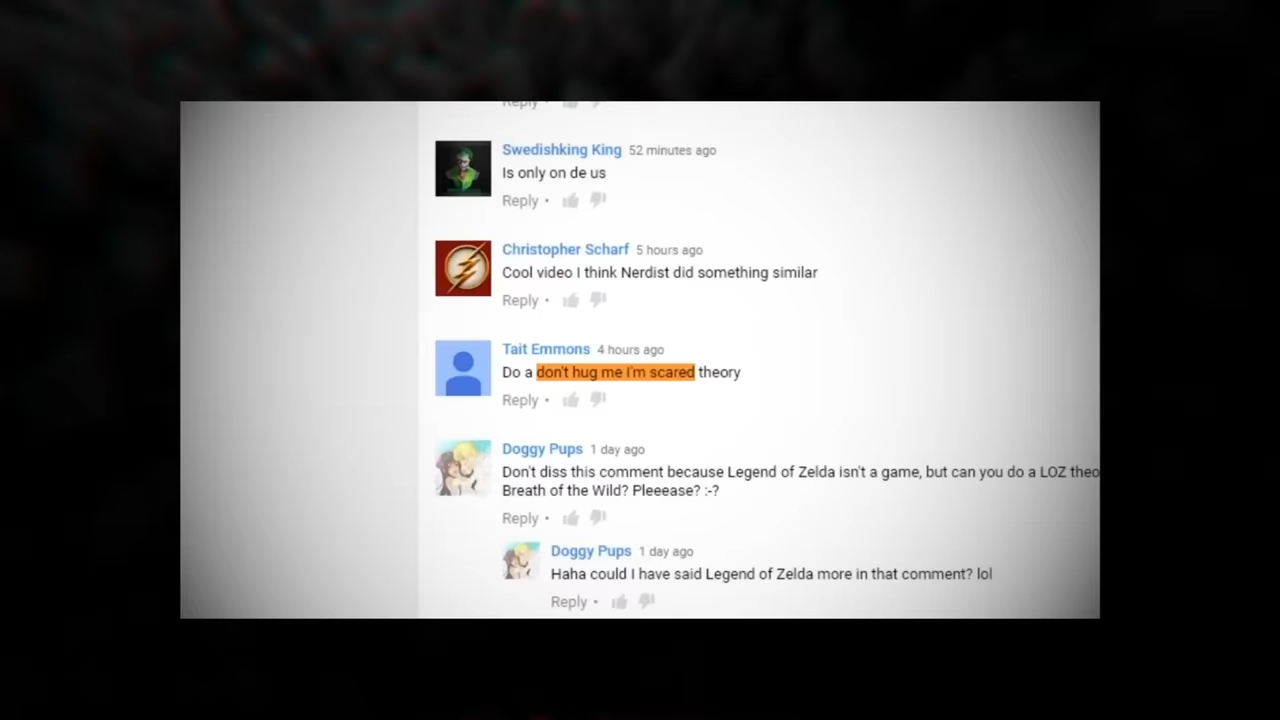 Reply •
Swedishking King 52 minutes ago
Is only on de us
Reply •
Christopher Scharf 5 hours ago
Cool video I think Nerdist did something similar
Reply •
Tait Emmons 4 hours ago
Do a don't hug me I'm scared theory
Reply •
Doggy Pups 1 day ago
Don't diss this comment because Legend of Zelda isn't a game, but can you do a LOZ theo
Breath of the Wild? Pleeease? :-?
Reply •
Doggy Pups 1 day ago
Haha could I have said Legend of Zelda more in that comment? lol
Reply •